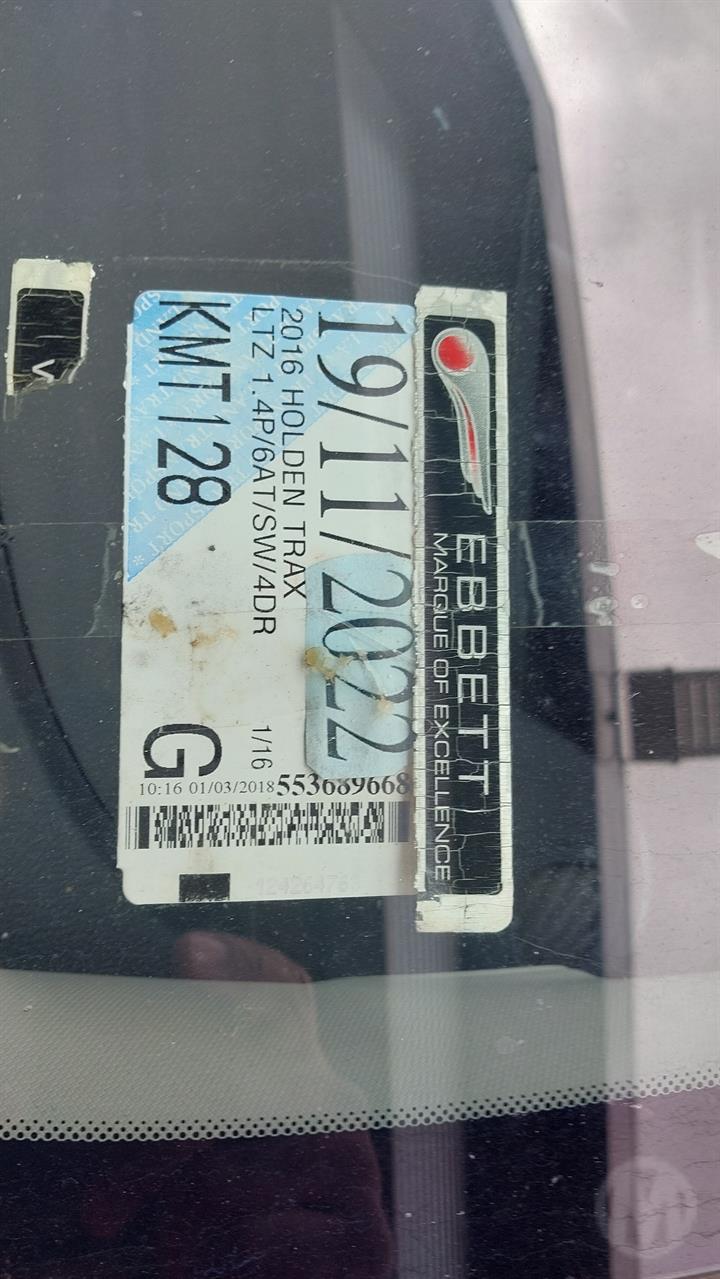 EBBETT
MARQUE OF EXCELLENCE
19/11/2022
2016 HOLDEN TRAX
LTZ 1.4P/6AT/SW/4DR 1/16
KMT128 G
553689668
10:16 01/03/2018